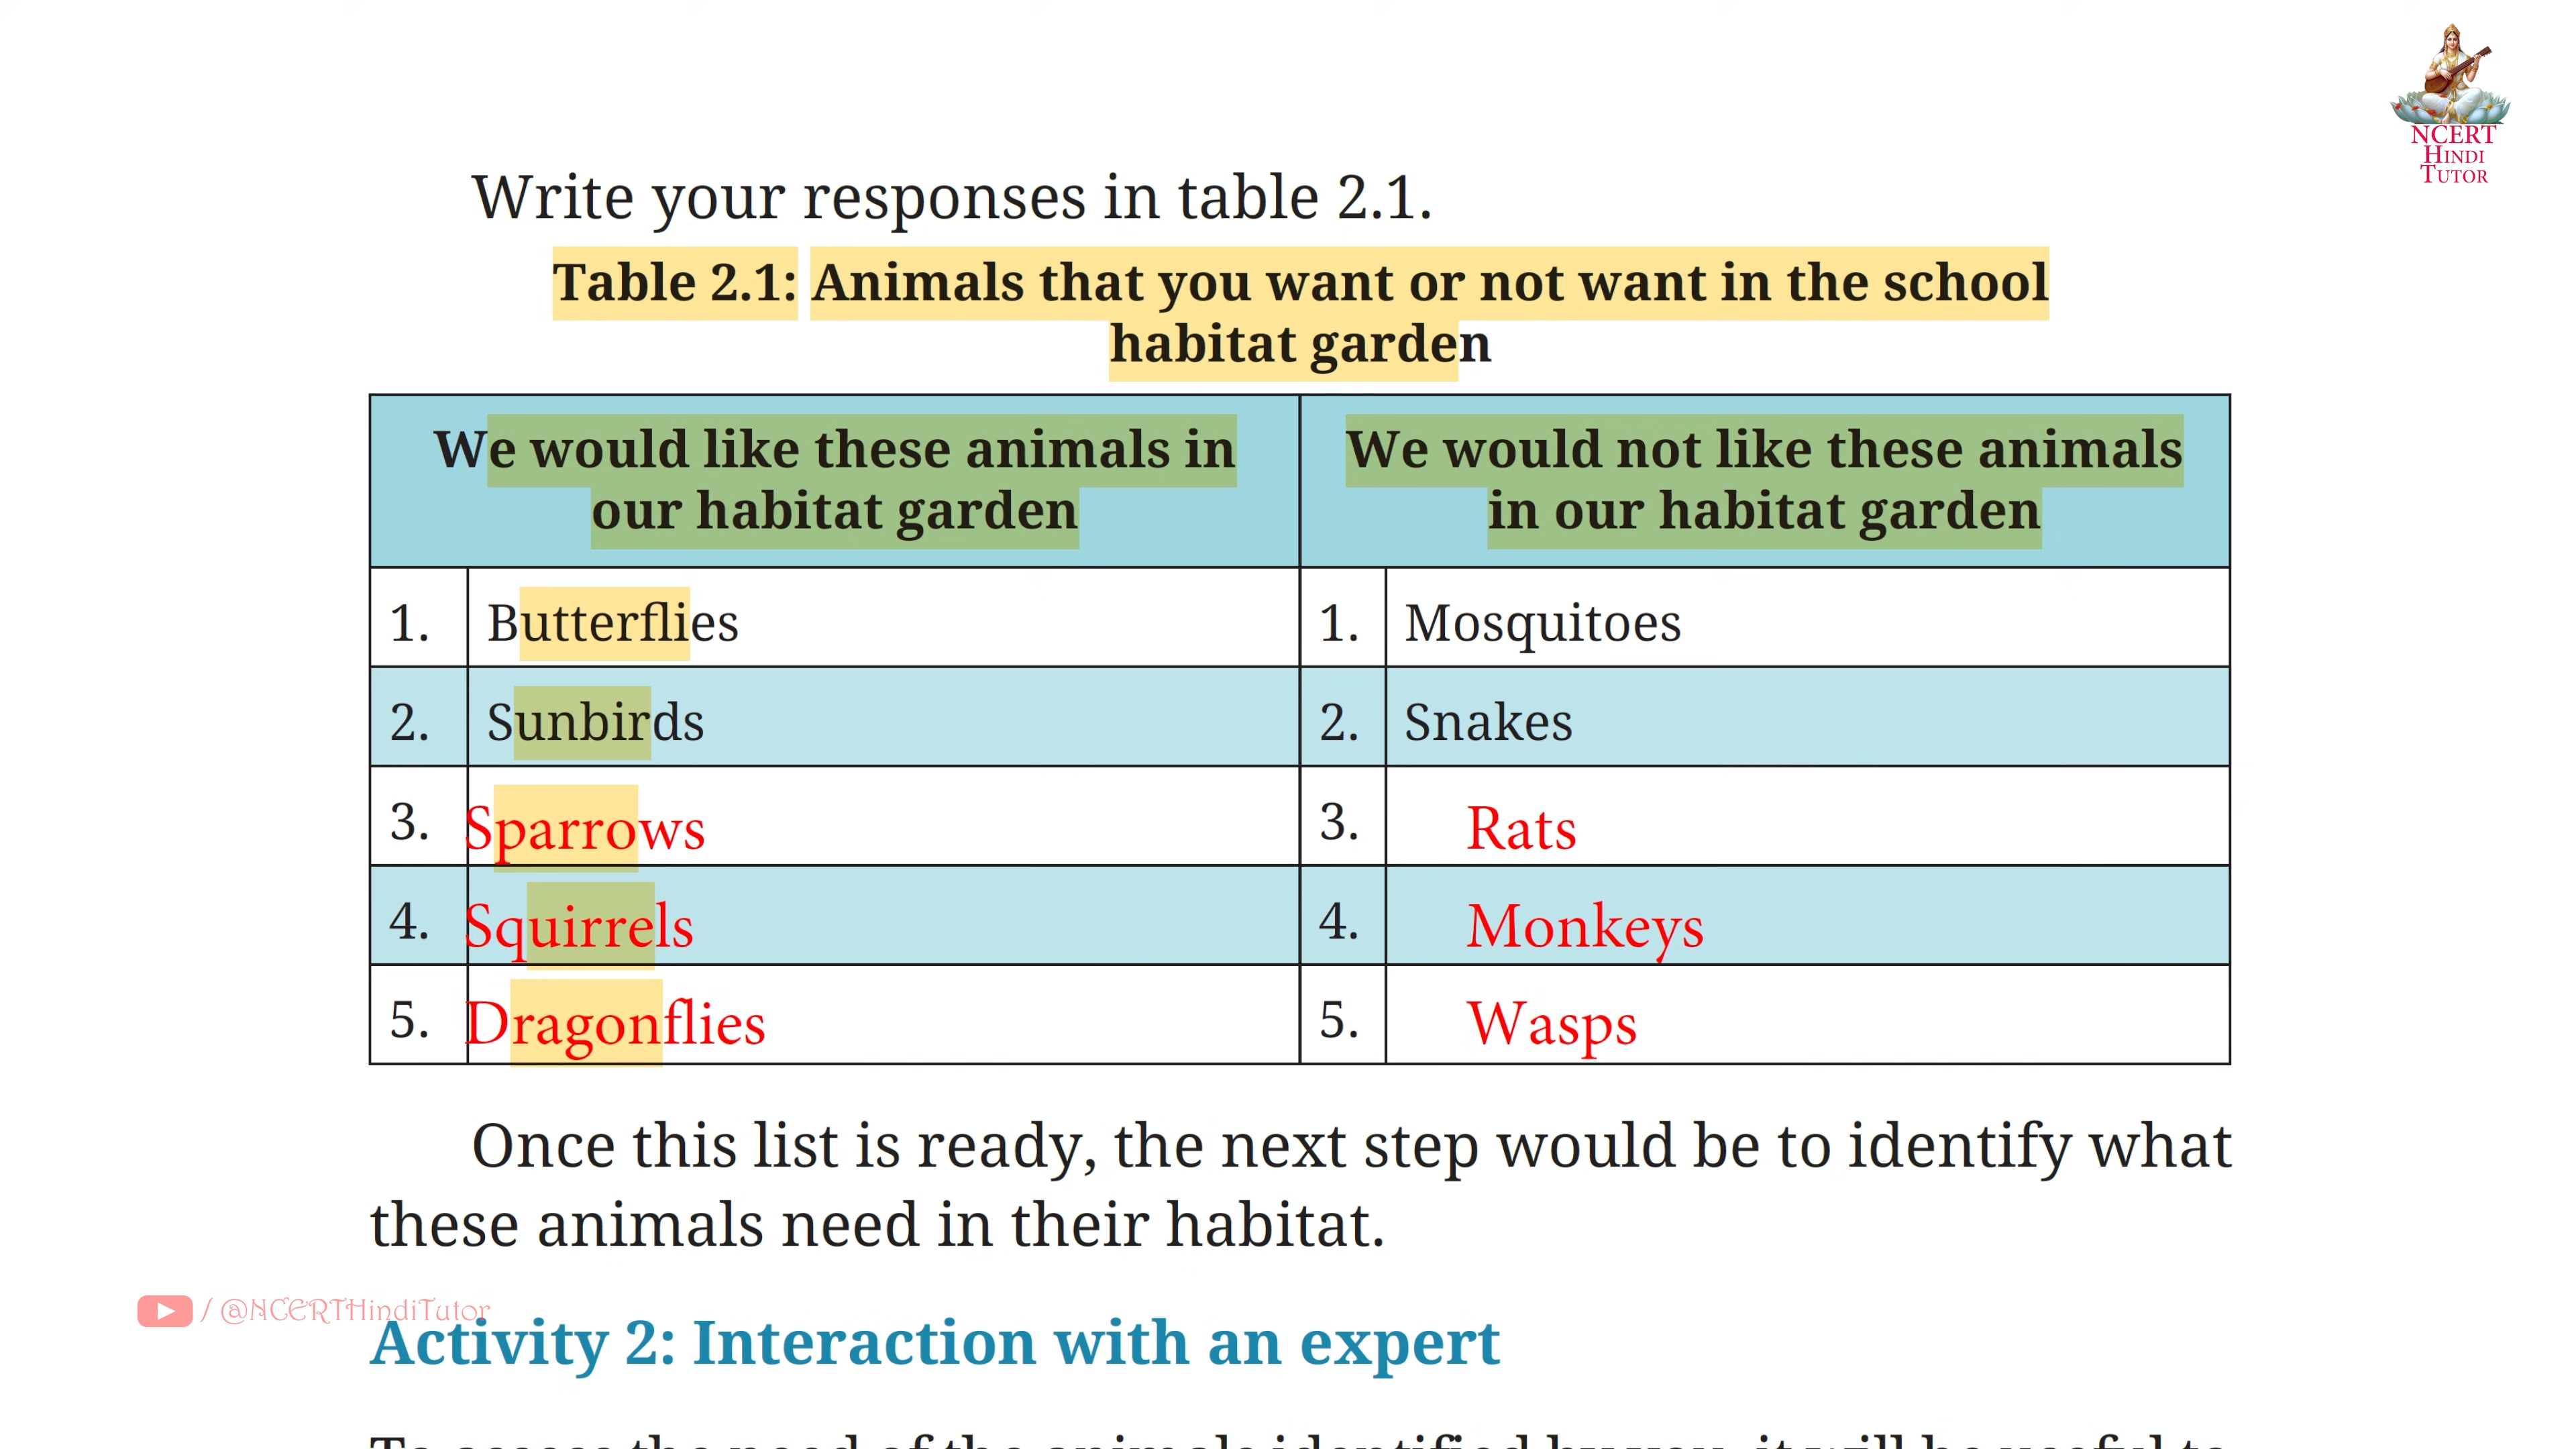 NCERT
HINDI
TUTOR
Write your responses in table 2.1.
Table 2.1: Animals that you want or not want in the school
habitat garden
We would like these animals in
our habitat garden
We would not like these animals
in our habitat garden
1. Butterflies 1. Mosquitoes
2. Sunbirds 2. Snakes
3. Sparrows 3. Rats
4. Squirrels 4. Monkeys
5. Dragonflies 5. Wasps
Once this list is ready, the next step would be to identify what
these animals need in their habitat.
/ @NCERTHindiTutor
Activity 2: Interaction with an expert